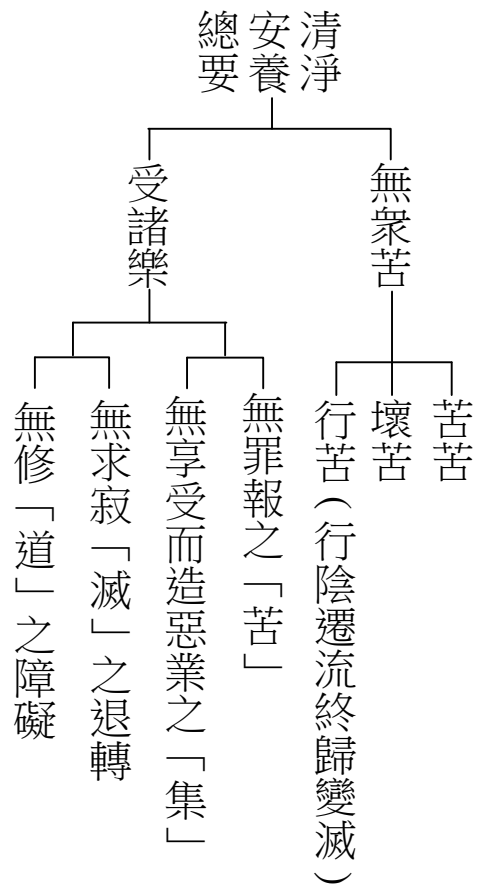 清淨
安養
總要
無衆苦
苦苦
壞苦
行苦（行陰遷流終歸變滅）
受諸樂
無罪報之「苦」
無享受而造惡業之「集」
無求寂「滅」之退轉
無修「道」之障礙